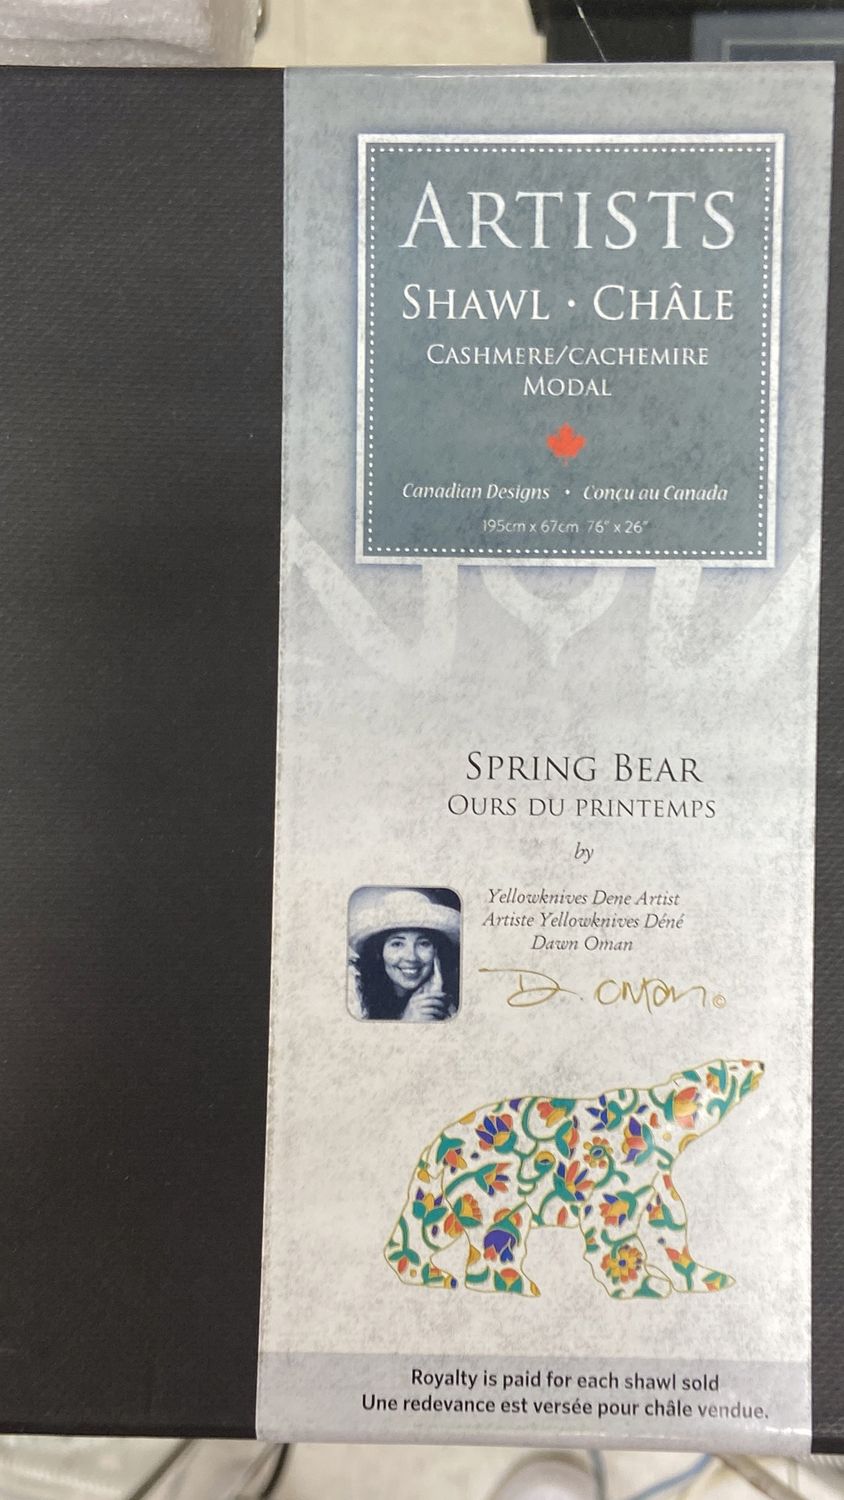 ARTISTS
SHAWL · CHÂLE
CASHMERE/CACHEMIRE
MODAL
Canadian Designs · Conçu au Canada
195cm x 67cm 76" x 26"
SPRING BEAR
OURS DU PRINTEMPS
by
Yellowknives Dene Artist
Artiste Yellowknives Déné
Dawn Oman
D. Oman ©
Royalty is paid for each shawl sold
Une redevance est versée pour châle vendue.